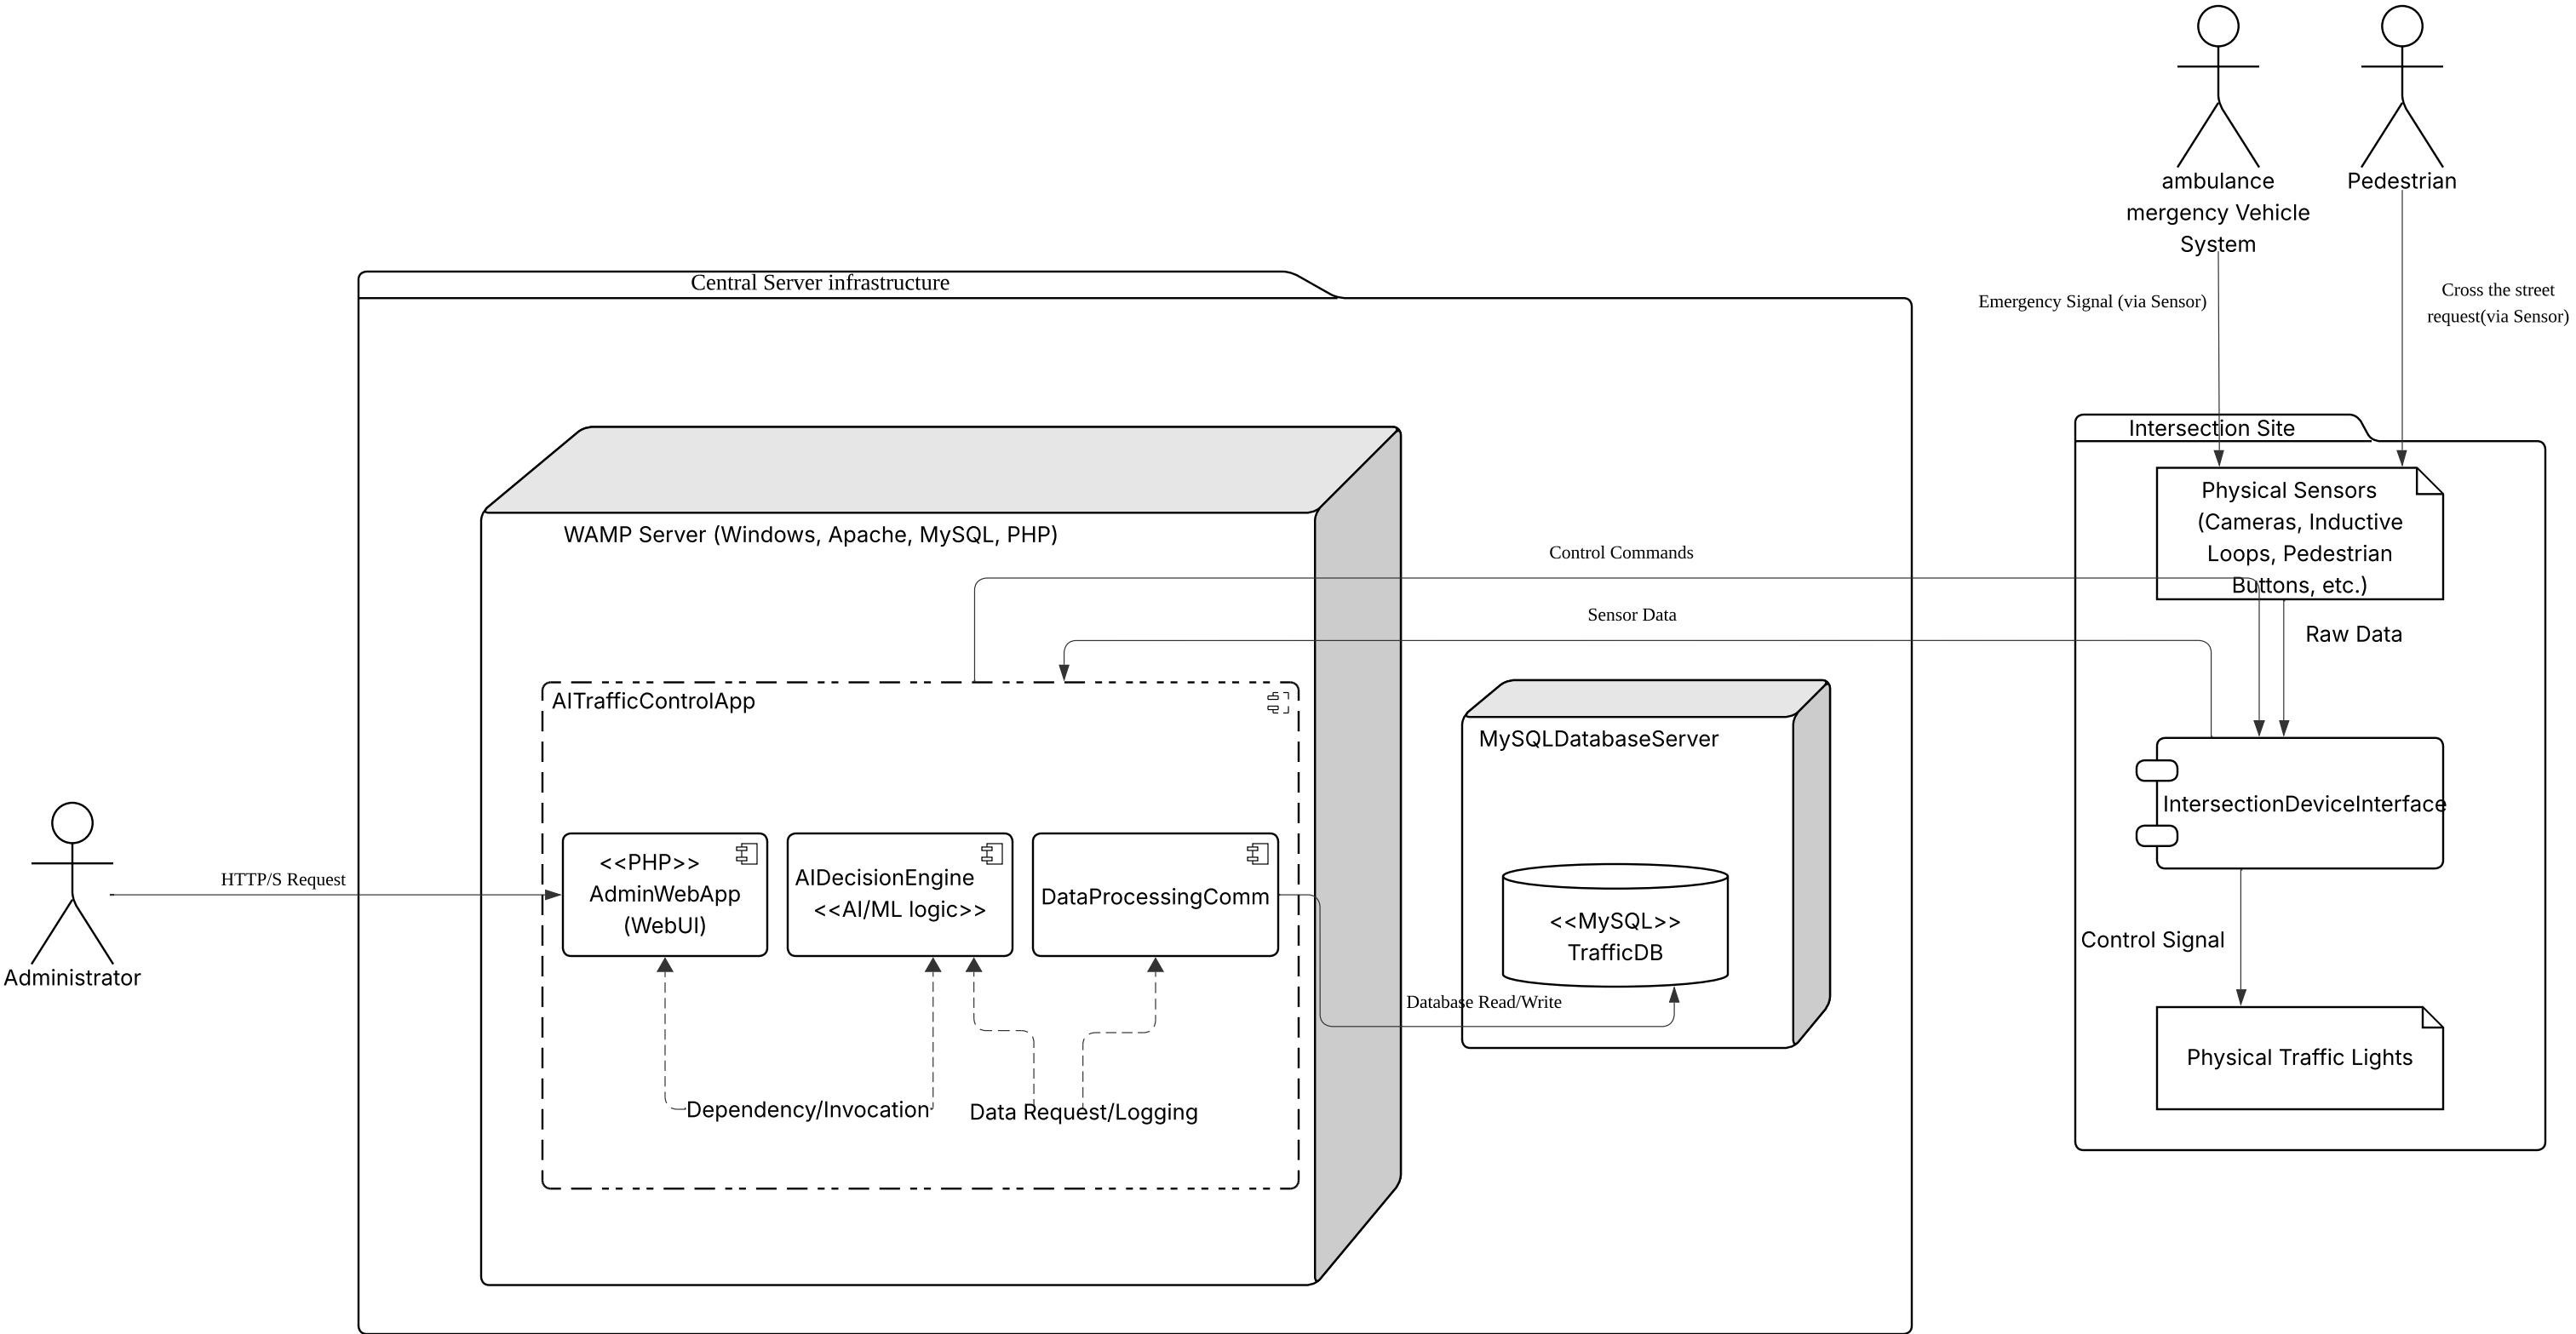 ambulance
mergency Vehicle
System
Pedestrian
Emergency Signal (via Sensor)
Cross the street
request(via Sensor)
Central Server infrastructure
Intersection Site
Physical Sensors
(Cameras, Inductive
Loops, Pedestrian
Buttons, etc.)
WAMP Server (Windows, Apache, MySQL, PHP)
Control Commands
Sensor Data
Raw Data
AITrafficControlApp
MySQLDatabaseServer
IntersectionDeviceInterface
HTTP/S Request
<<PHP>>
AdminWebApp
(WebUI)
AIDecisionEngine
<<AI/ML logic>>
DataProcessingComm
<<MySQL>>
TrafficDB
Control Signal
Administrator
Database Read/Write
Physical Traffic Lights
Dependency/Invocation
Data Request/Logging